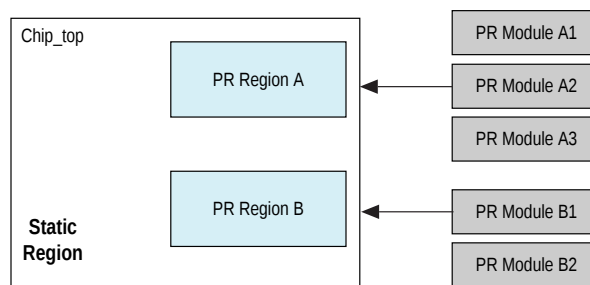 Chip_top
PR Region A
PR Region B
Static
Region
PR Module A1
PR Module A2
PR Module A3
PR Module B1
PR Module B2